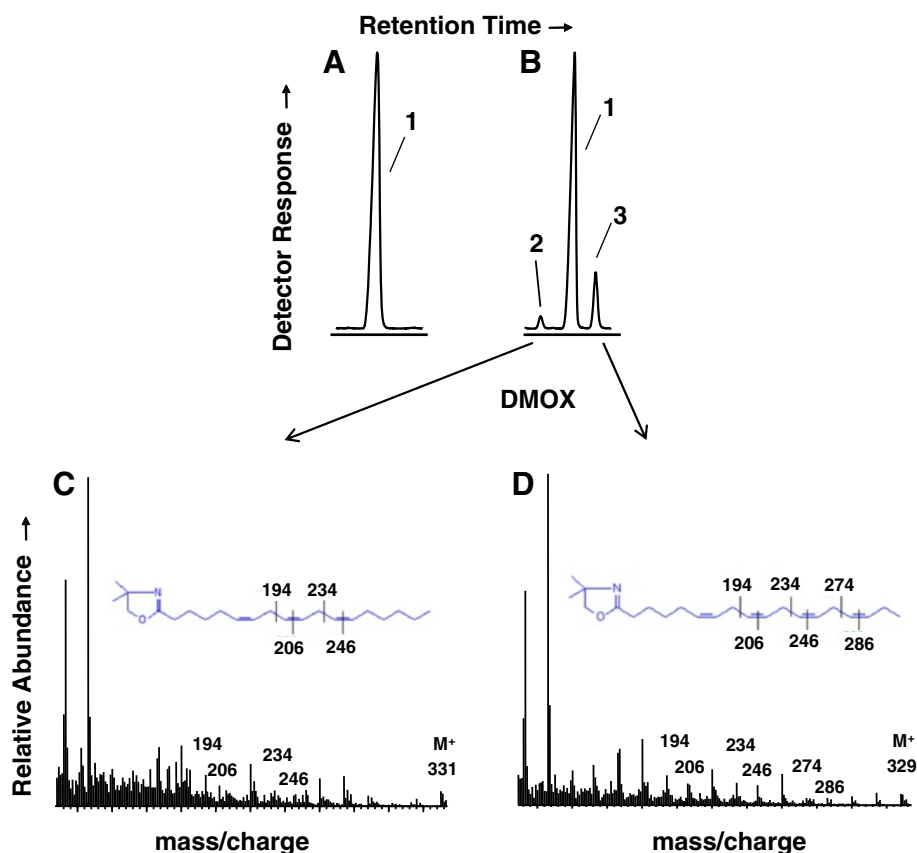 Retention Time →
A
B
Detector Response →
1
1
2
3
DMOX
C
D
Relative Abundance →
N
O
194 234
206 246
N
O
194 234 274
206 246 286
194
206
234
246
M+
331
194
206
234
246
274
286
M+
329
mass/charge
mass/charge